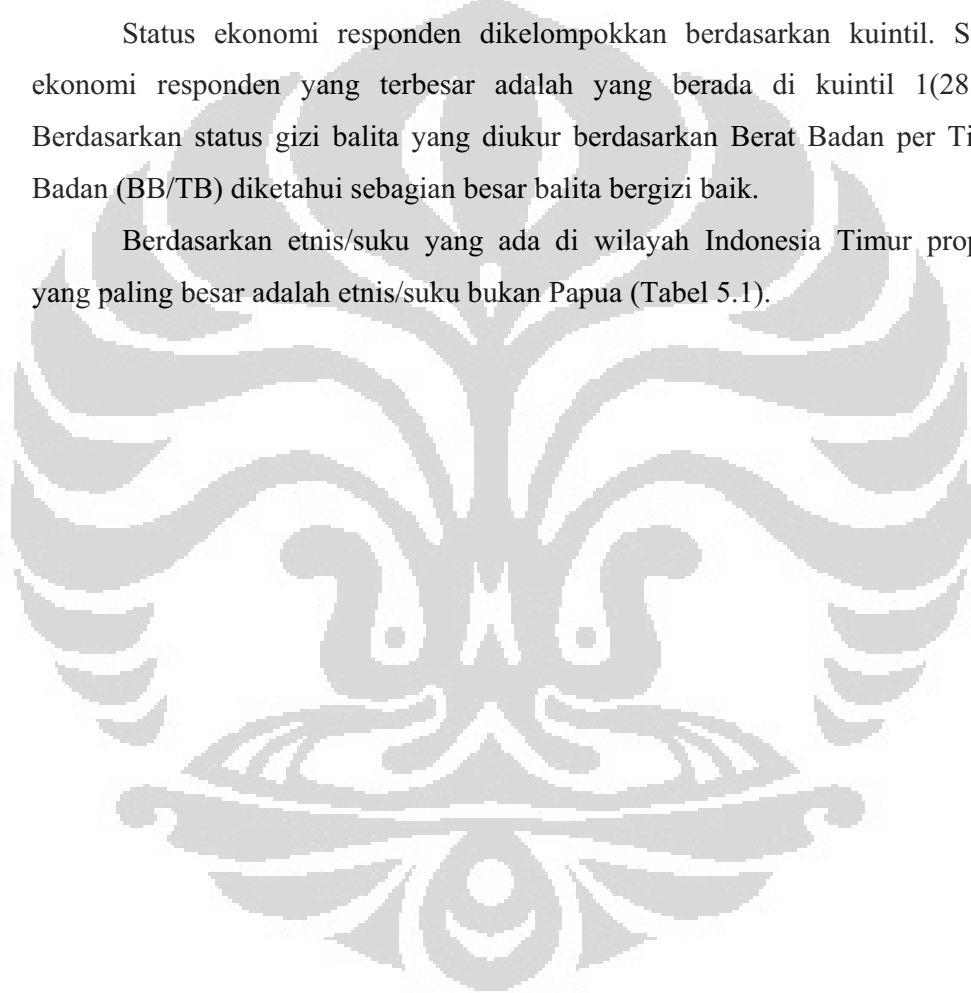 Status ekonomi responden dikelompokkan berdasarkan kuintil.
ekonomi responden yang terbesar adalah yang berada di kuintil 1(28
Berdasarkan status gizi balita yang diukur berdasarkan Berat Badan per
Badan (BB/TB) diketahui sebagian besar balita bergizi baik.
Berdasarkan etnis/suku yang ada di wilayah Indonesia Timur
yang paling besar adalah etnis/suku bukan Papua (Tabel 5.1).